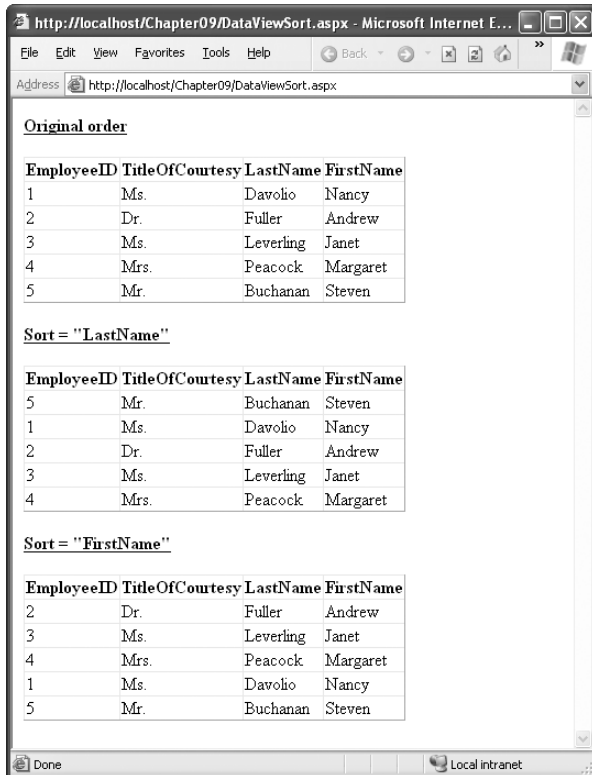 http://localhost/Chapter09/DataViewSort.aspx - Microsoft Internet E...
File Edit View Favorites Tools Help Back »
Address http://localhost/Chapter09/DataViewSort.aspx
Original order
EmployeeID TitleOfCourtesy LastName FirstName
1 Ms. Davolio Nancy
2 Dr. Fuller Andrew
3 Ms. Leverling Janet
4 Mrs. Peacock Margaret
5 Mr. Buchanan Steven
Sort = "LastName"
EmployeeID TitleOfCourtesy LastName FirstName
5 Mr. Buchanan Steven
1 Ms. Davolio Nancy
2 Dr. Fuller Andrew
3 Ms. Leverling Janet
4 Mrs. Peacock Margaret
Sort = "FirstName"
EmployeeID TitleOfCourtesy LastName FirstName
2 Dr. Fuller Andrew
3 Ms. Leverling Janet
4 Mrs. Peacock Margaret
1 Ms. Davolio Nancy
5 Mr. Buchanan Steven
Done Local intranet